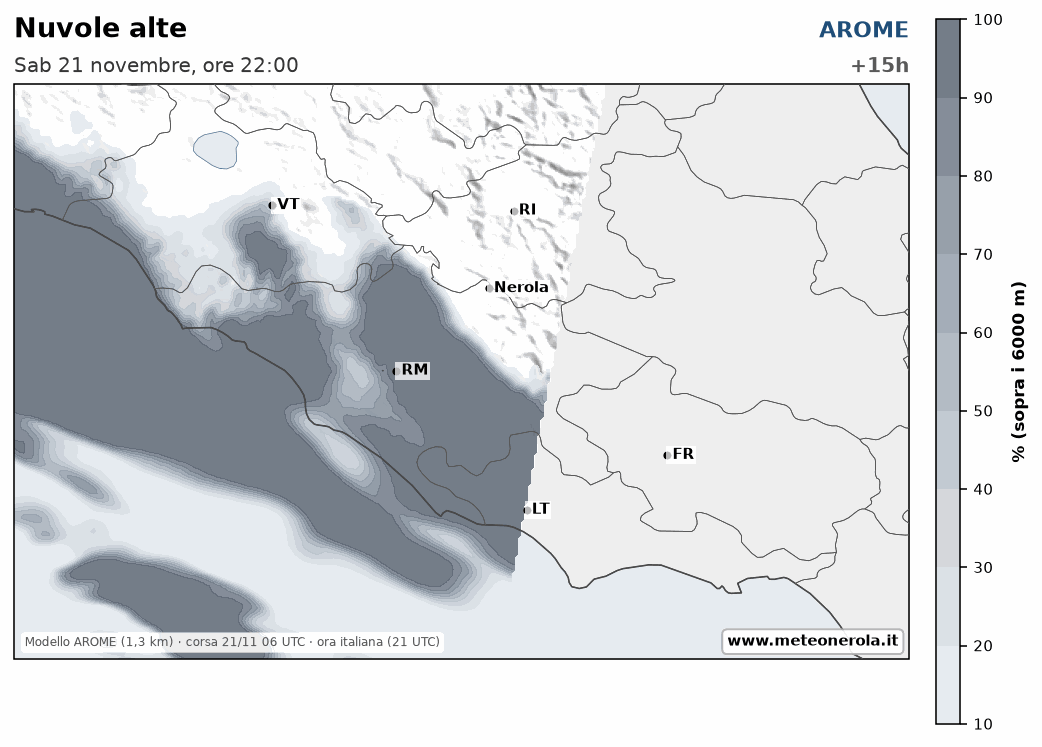 Nuvole alte
AROME
Sab 21 novembre, ore 22:00
+15h
VT
RI
Nerola
RM
FR
LT
Modello AROME (1,3 km) · corsa 21/11 06 UTC · ora italiana (21 UTC)
www.meteonerola.it
100
90
80
70
60
50
40
30
20
10
% (sopra i 6000 m)